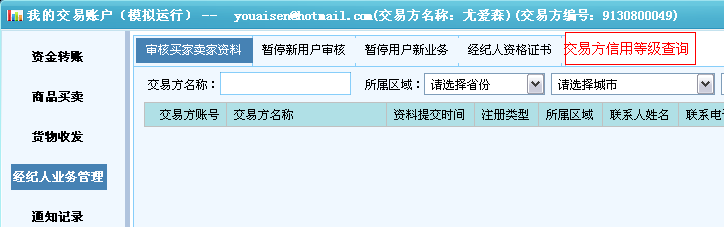 我的交易账户（模拟运行） -- youaisen@hotmail.com(交易方名称：尤爱森)(交易方编号：9130800049)
资金转账
商品买卖
货物收发
经纪人业务管理
通知记录
审核买家卖家资料 暂停新用户审核 暂停用户新业务 经纪人资格证书 交易方信用等级查询
交易方名称： 所属区域： 请选择省份 请选择城市
交易方账号 交易方名称 资料提交时间 注册类型 所属区域 联系人姓名 联系电